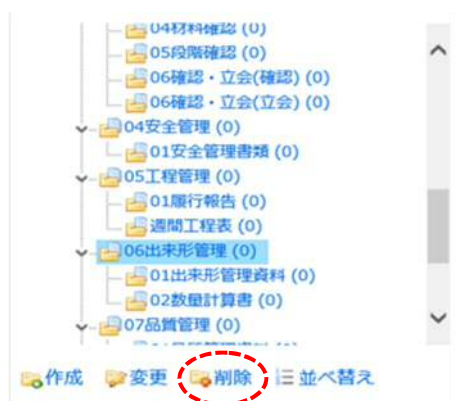 04材料確認 (0)
05段階確認 (0)
06確認・立会(確認) (0)
06確認・立会(立会) (0)
04安全管理 (0)
01安全管理書類 (0)
05工程管理 (0)
01履行報告 (0)
週間工程表 (0)
06出来形管理 (0)
01出来形管理資料 (0)
02数量計算書 (0)
07品質管理 (0)
作成 変更 削除 並べ替え